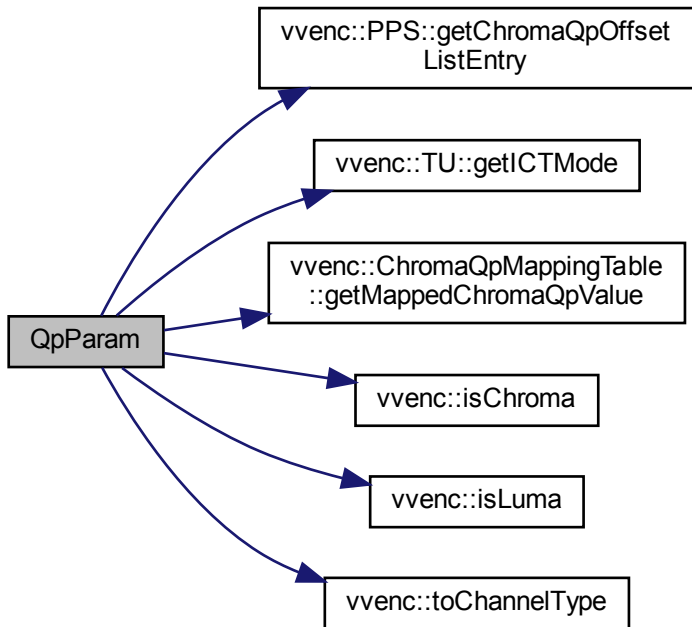 vvenc::PPS::getChromaQpOffset
ListEntry
vvenc::TU::getICTMode
vvenc::ChromaQpMappingTable
::getMappedChromaQpValue
QpParam
vvenc::isChroma
vvenc::isLuma
vvenc::toChannelType